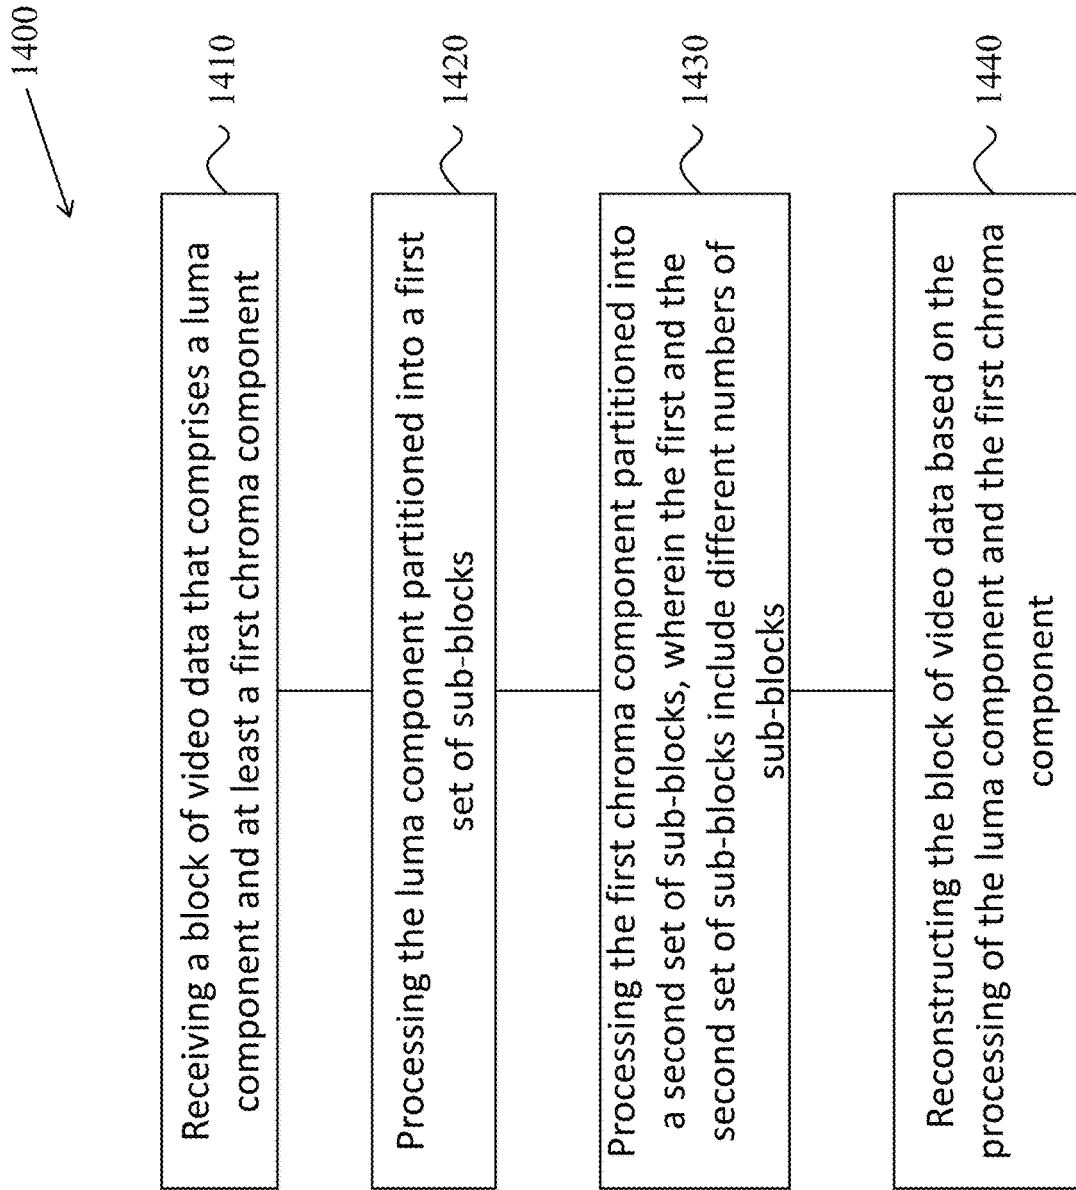 1400
Receiving a block of video data that comprises a luma
component and at least a first chroma component
1410
Processing the luma component partitioned into a first
set of sub-blocks
1420
Processing the first chroma component partitioned into
a second set of sub-blocks, wherein the first and the
second set of sub-blocks include different numbers of
sub-blocks
1430
Reconstructing the block of video data based on the
processing of the luma component and the first chroma
component
1440